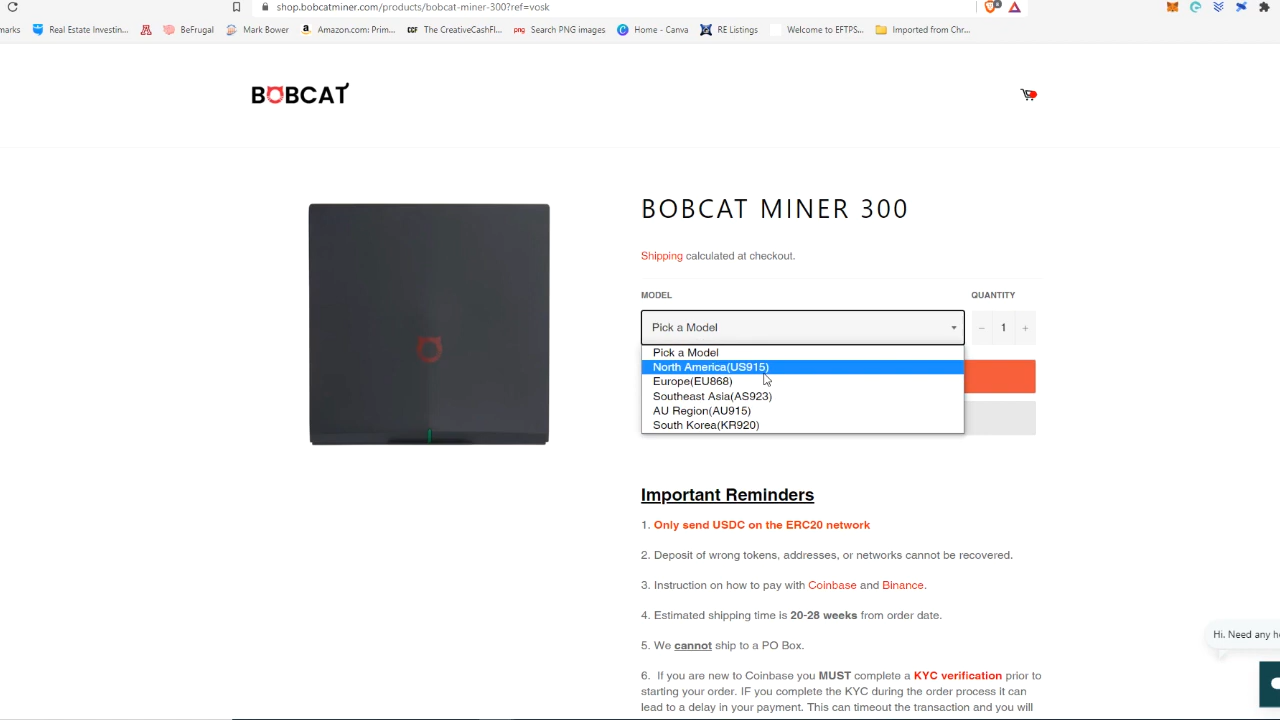 shop.bobcatminer.com/products/bobcat-miner-300?ref=vosk
marks Real Estate Investin... BeFrugal Mark Bower Amazon.com: Prim... CCF The CreativeCashFl... png Search PNG images Home - Canva RE Listings Welcome to EFTPS... Imported from Chr...
BOBCAT
BOBCAT MINER 300
Shipping calculated at checkout.
MODEL QUANTITY
Pick a Model − 1 +
Pick a Model
North America(US915)
Europe(EU868)
Southeast Asia(AS923)
AU Region(AU915)
South Korea(KR920)
Important Reminders
1. Only send USDC on the ERC20 network
2. Deposit of wrong tokens, addresses, or networks cannot be recovered.
3. Instruction on how to pay with Coinbase and Binance.
4. Estimated shipping time is 20-28 weeks from order date.
Hi. Need any he
5. We cannot ship to a PO Box.
6. If you are new to Coinbase you MUST complete a KYC verification prior to
starting your order. IF you complete the KYC during the order process it can
lead to a delay in your payment. This can timeout the transaction and you will